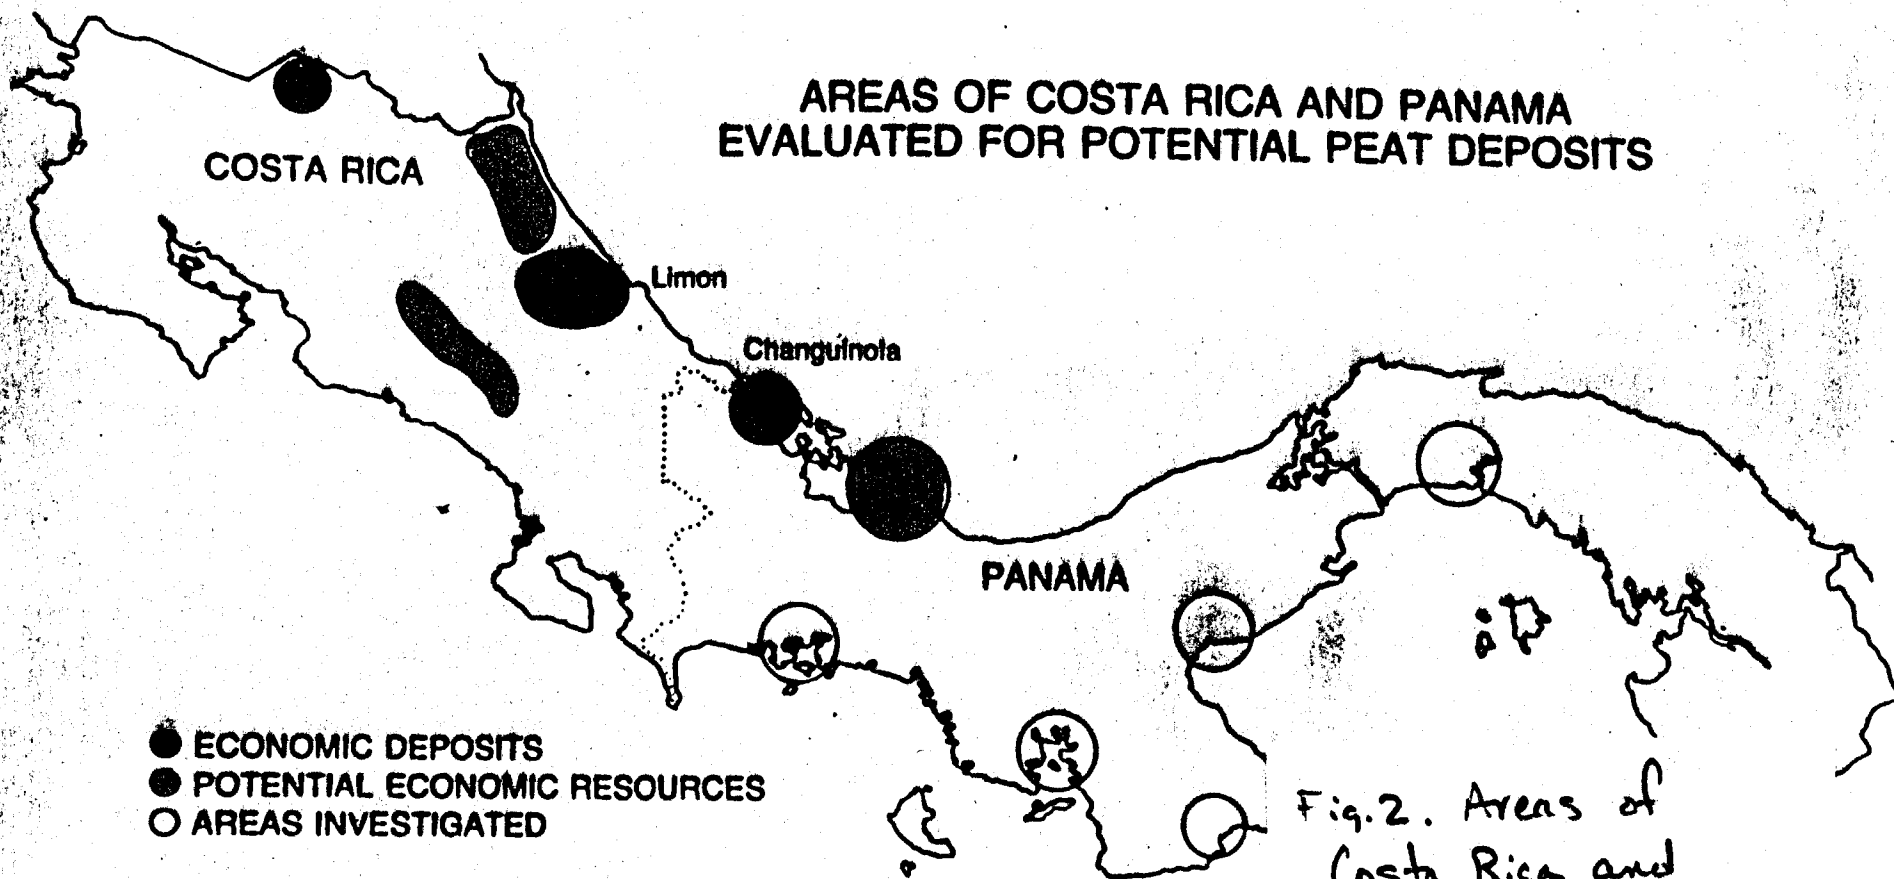 AREAS OF COSTA RICA AND PANAMA
EVALUATED FOR POTENTIAL PEAT DEPOSITS
COSTA RICA
Limon
Changuinola
PANAMA
ECONOMIC DEPOSITS
POTENTIAL ECONOMIC RESOURCES
AREAS INVESTIGATED
Fig.2. Areas of
Costa Rica and